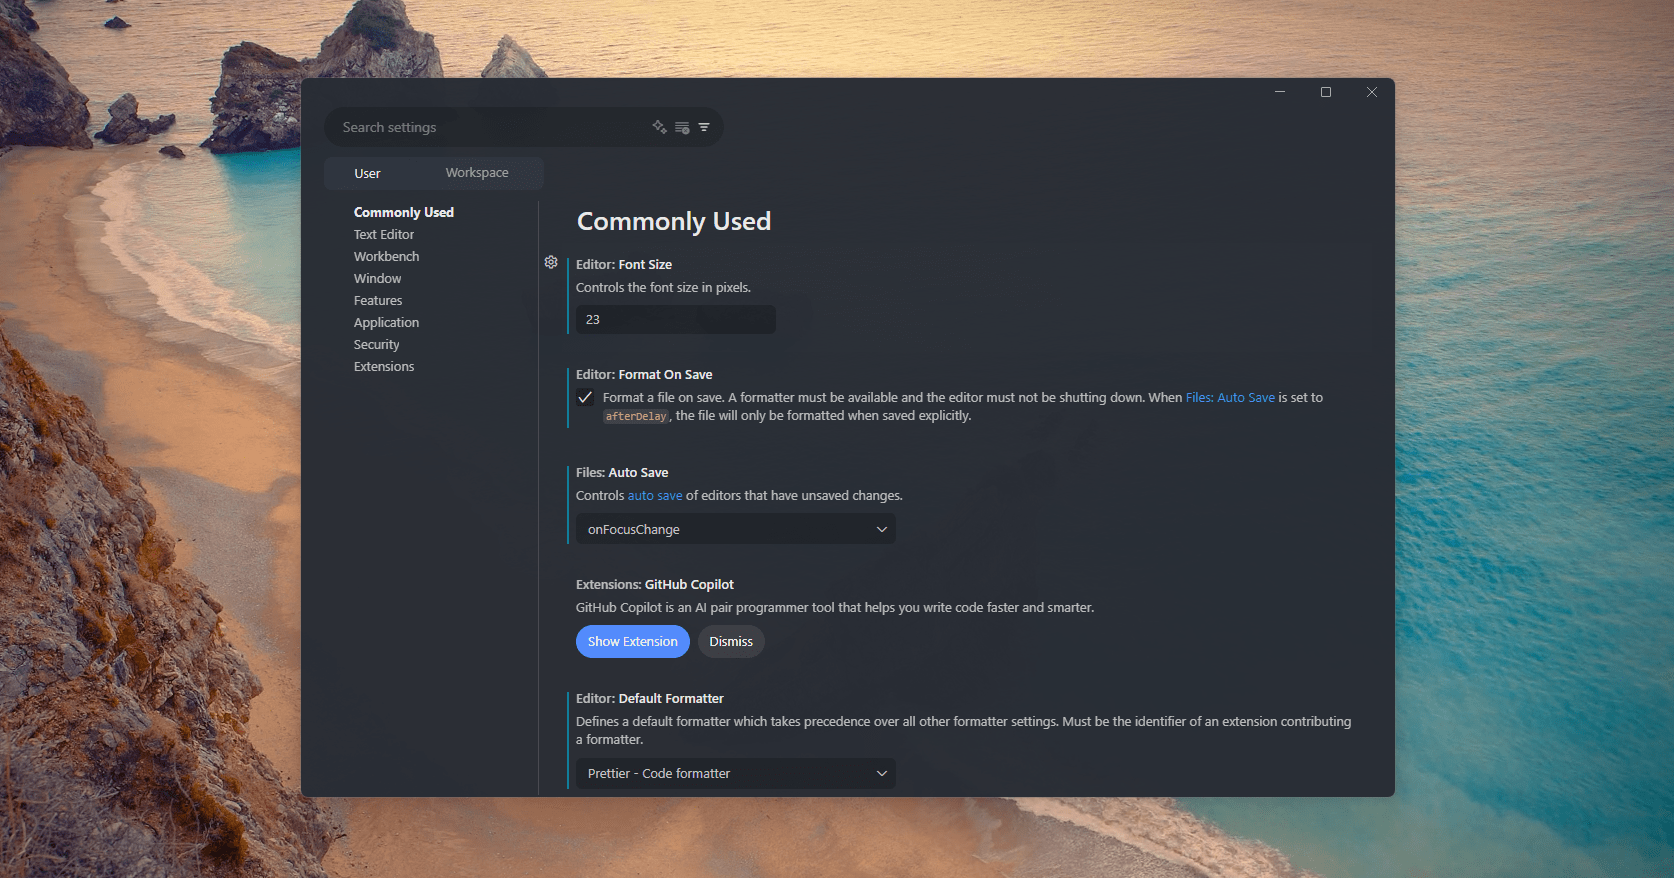 Search settings
User
Workspace
Commonly Used
Text Editor
Workbench
Window
Features
Application
Security
Extensions
Commonly Used
Editor: Font Size
Controls the font size in pixels.
23
Editor: Format On Save
Format a file on save. A formatter must be available and the editor must not be shutting down. When Files: Auto Save is set to
afterDelay, the file will only be formatted when saved explicitly.
Files: Auto Save
Controls auto save of editors that have unsaved changes.
onFocusChange
Extensions: GitHub Copilot
GitHub Copilot is an AI pair programmer tool that helps you write code faster and smarter.
Show Extension
Dismiss
Editor: Default Formatter
Defines a default formatter which takes precedence over all other formatter settings. Must be the identifier of an extension contributing
a formatter.
Prettier - Code formatter